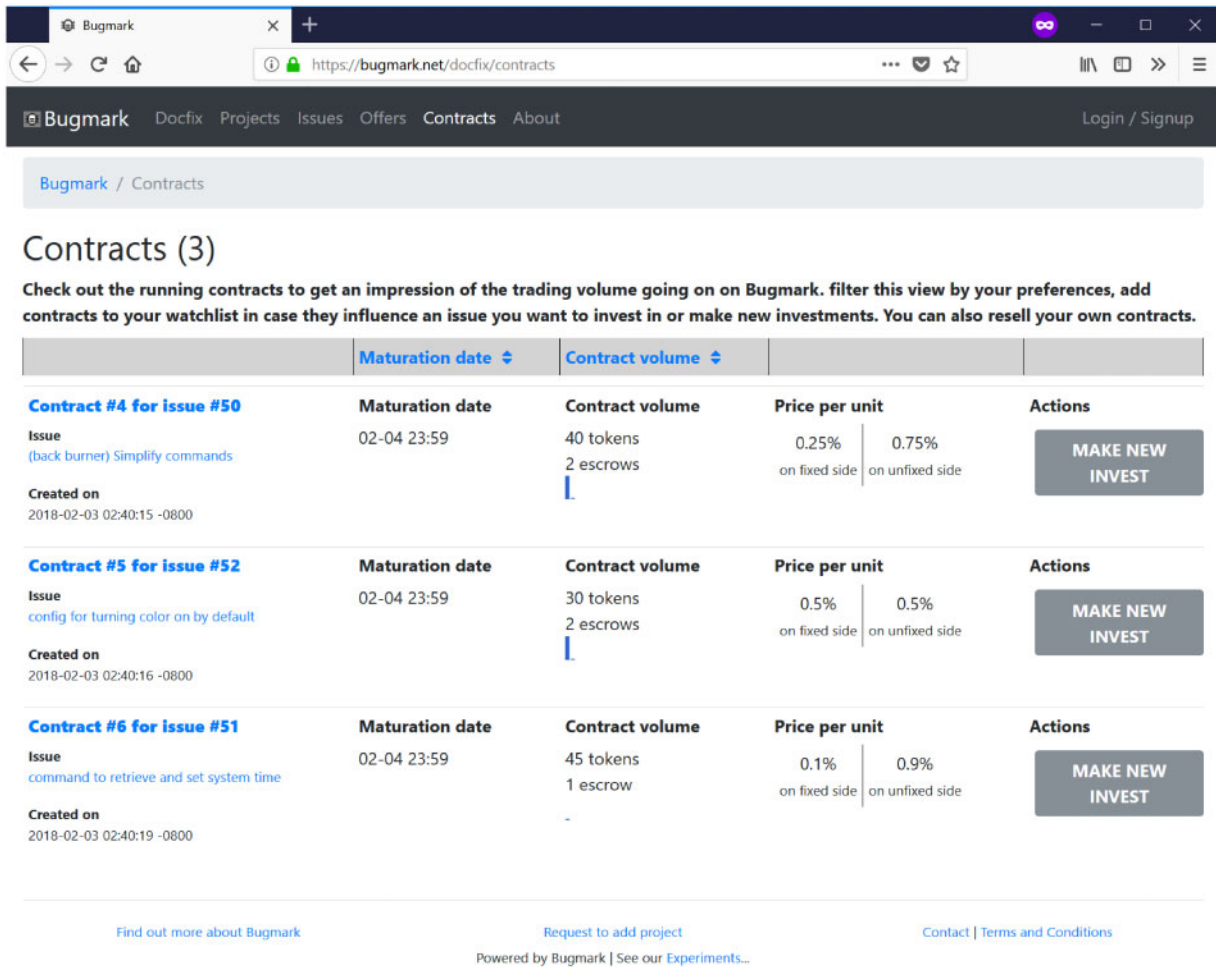 Bugmark
https://bugmark.net/docfix/contracts
Bugmark Docfix Projects Issues Offers Contracts About Login / Signup
Bugmark / Contracts
Contracts (3)
Check out the running contracts to get an impression of the trading volume going on on Bugmark. filter this view by your preferences, add
contracts to your watchlist in case they influence an issue you want to invest in or make new investments. You can also resell your own contracts.
Maturation date Contract volume
Contract #4 for issue #50 Maturation date Contract volume Price per unit Actions
Issue
(back burner) Simplify commands
Created on
2018-02-03 02:40:15 -0800
02-04 23:59
40 tokens
2 escrows
0.25% 0.75%
on fixed side on unfixed side
MAKE NEW
INVEST
Contract #5 for issue #52 Maturation date Contract volume Price per unit Actions
Issue
config for turning color on by default
Created on
2018-02-03 02:40:16 -0800
02-04 23:59
30 tokens
2 escrows
0.5% 0.5%
on fixed side on unfixed side
MAKE NEW
INVEST
Contract #6 for issue #51 Maturation date Contract volume Price per unit Actions
Issue
command to retrieve and set system time
Created on
2018-02-03 02:40:19 -0800
02-04 23:59
45 tokens
1 escrow
0.1% 0.9%
on fixed side on unfixed side
MAKE NEW
INVEST
Find out more about Bugmark Request to add project Contact | Terms and Conditions
Powered by Bugmark | See our Experiments...